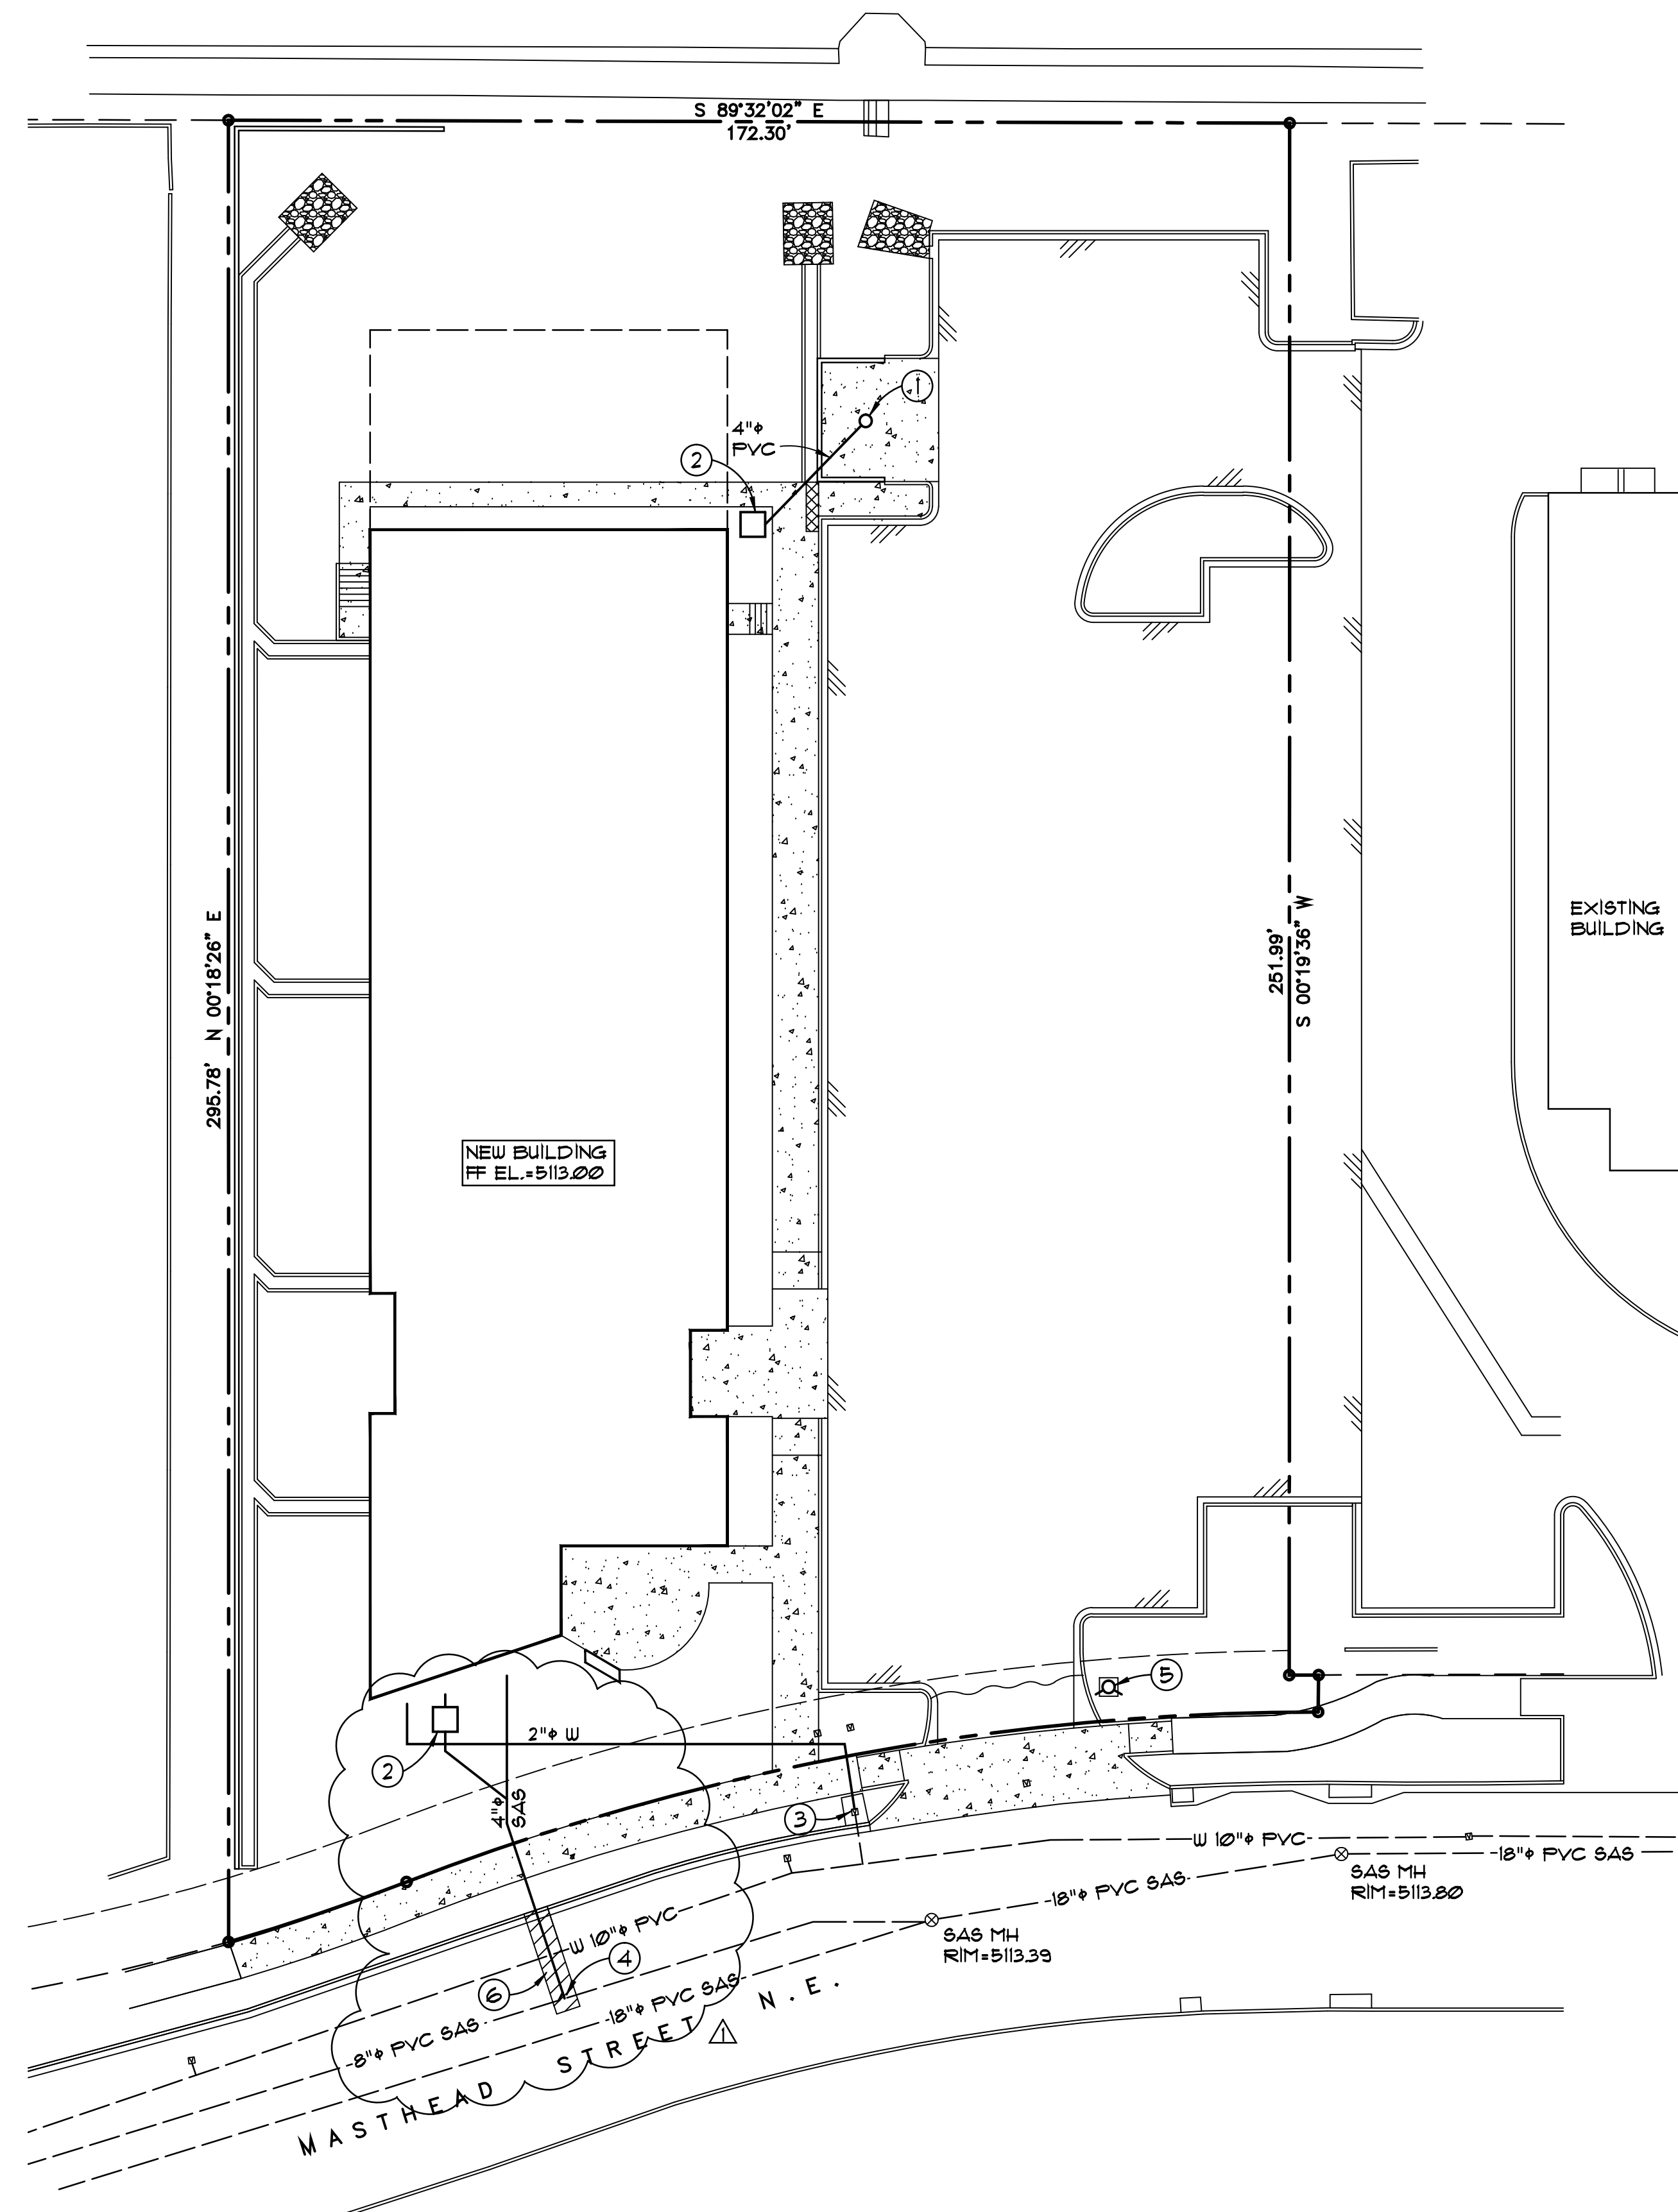 S 89°32'02" E
172.30'
1
4"ϕ
PVC
2
EXISTING
BUILDING
295.78' N 00°18'26" E
251.99'
S 00°19'36" W
NEW BUILDING
FF EL.=5113.00
5
2"ϕ W
2
4"ϕ
SAS
3
W 10"ϕ PVC
18"ϕ PVC SAS
SAS MH
RIM=5113.80
18"ϕ PVC SAS
SAS MH
RIM=5113.39
W 10"ϕ PVC
4
6
18"ϕ PVC SAS
8"ϕ PVC SAS
1
MASTHEAD STREET N.E.